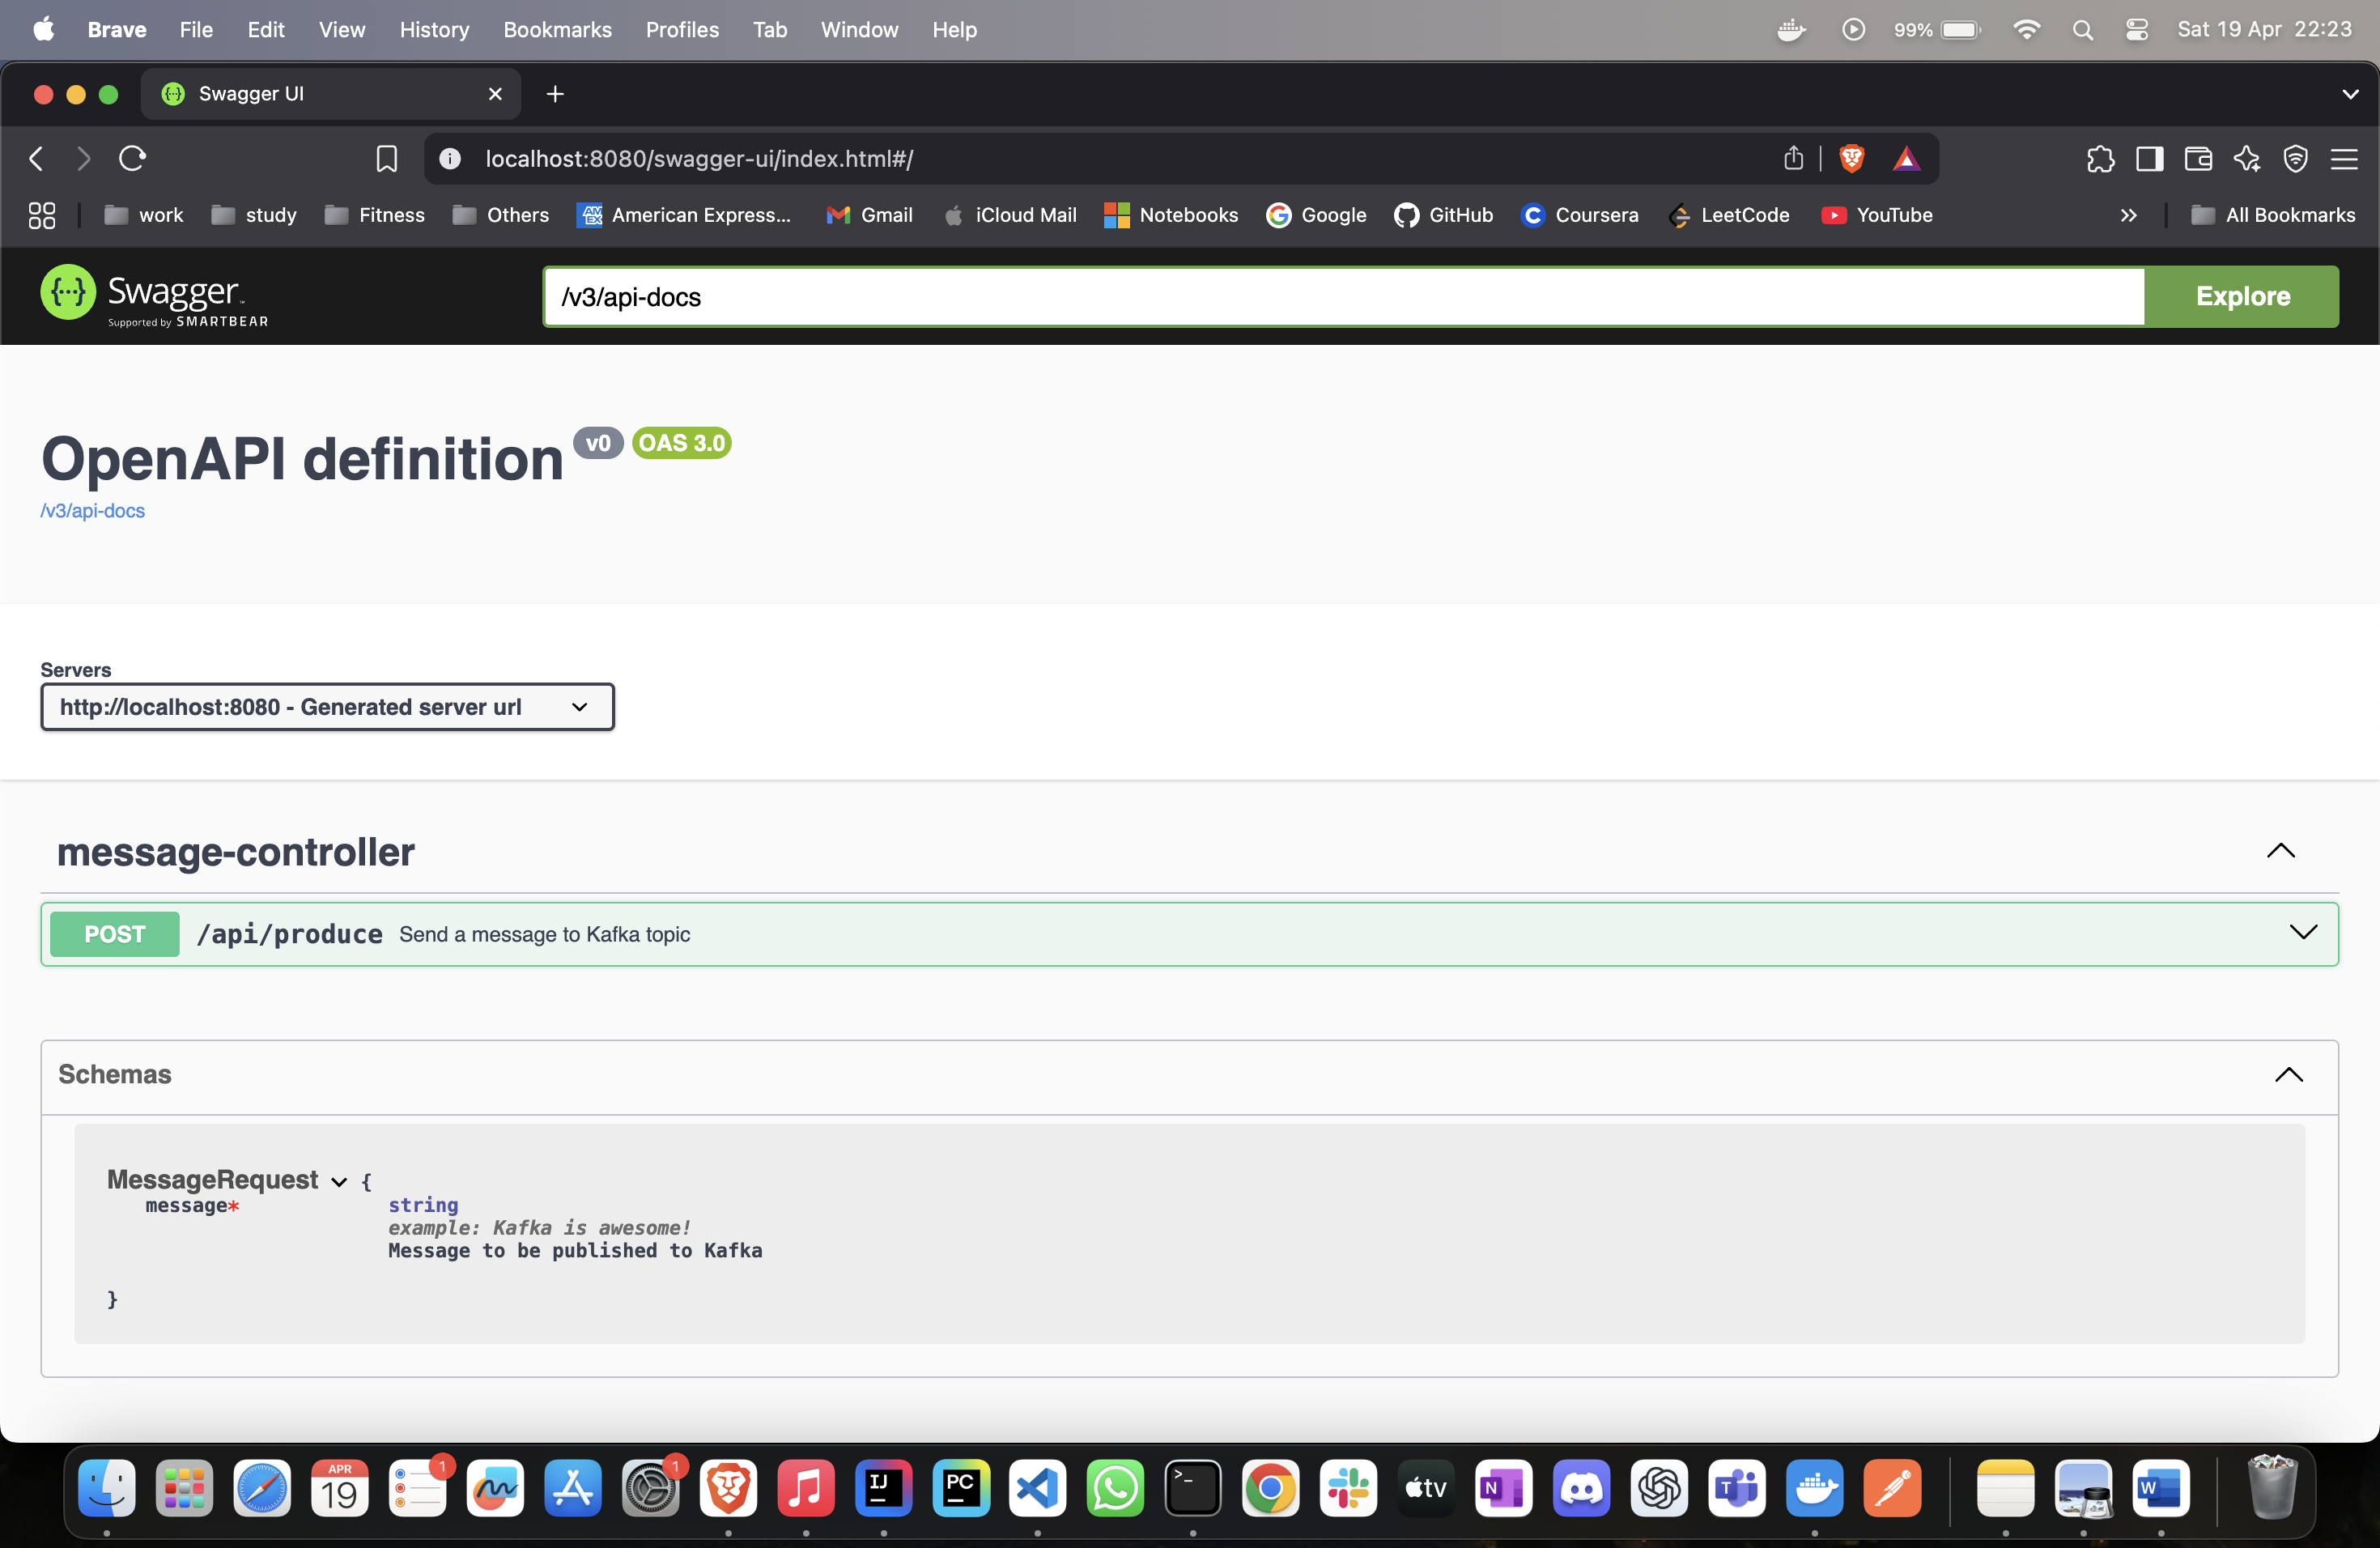 Brave File Edit View History Bookmarks Profiles Tab Window Help 99% Sat 19 Apr 22:23
Swagger UI
localhost:8080/swagger-ui/index.html#/
work study Fitness Others American Express... Gmail iCloud Mail Notebooks Google GitHub Coursera LeetCode YouTube All Bookmarks
Swagger
Supported by SMARTBEAR
/v3/api-docs Explore
OpenAPI definition v0 OAS 3.0
/v3/api-docs
Servers
http://localhost:8080 - Generated server url
message-controller
POST /api/produce Send a message to Kafka topic
Schemas
MessageRequest {
message* string
example: Kafka is awesome!
Message to be published to Kafka
}
APR 19 1 1 IJ PC tv N T W